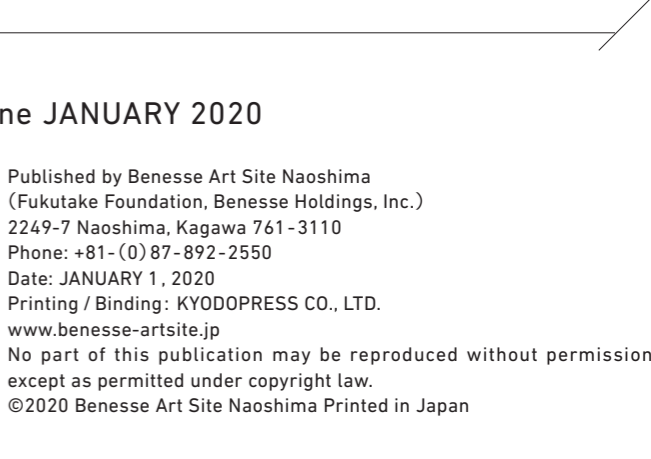 ne JANUARY 2020
Published by Benesse Art Site Naoshima
(Fukutake Foundation, Benesse Holdings, Inc.)
2249-7 Naoshima, Kagawa 761-3110
Phone: +81-(0)87-892-2550
Date: JANUARY 1, 2020
Printing / Binding: KYODOPRESS CO., LTD.
www.benesse-artsite.jp
No part of this publication may be reproduced without permission
except as permitted under copyright law.
©2020 Benesse Art Site Naoshima Printed in Japan